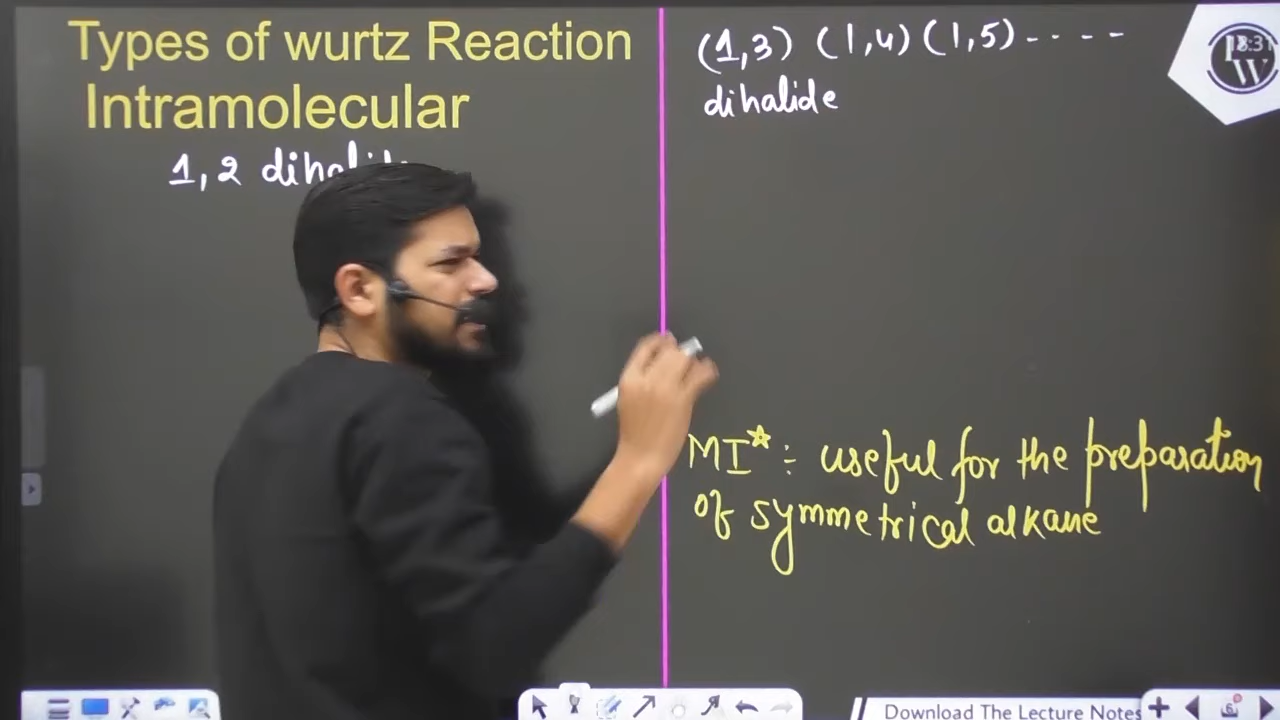 Types of wurtz Reaction
Intramolecular
1,2
(1,3) (1,4) (1,5) ----
dihalide
MI* :- useful for the preparation
of symmetrical alkane
Download The Lecture Notes